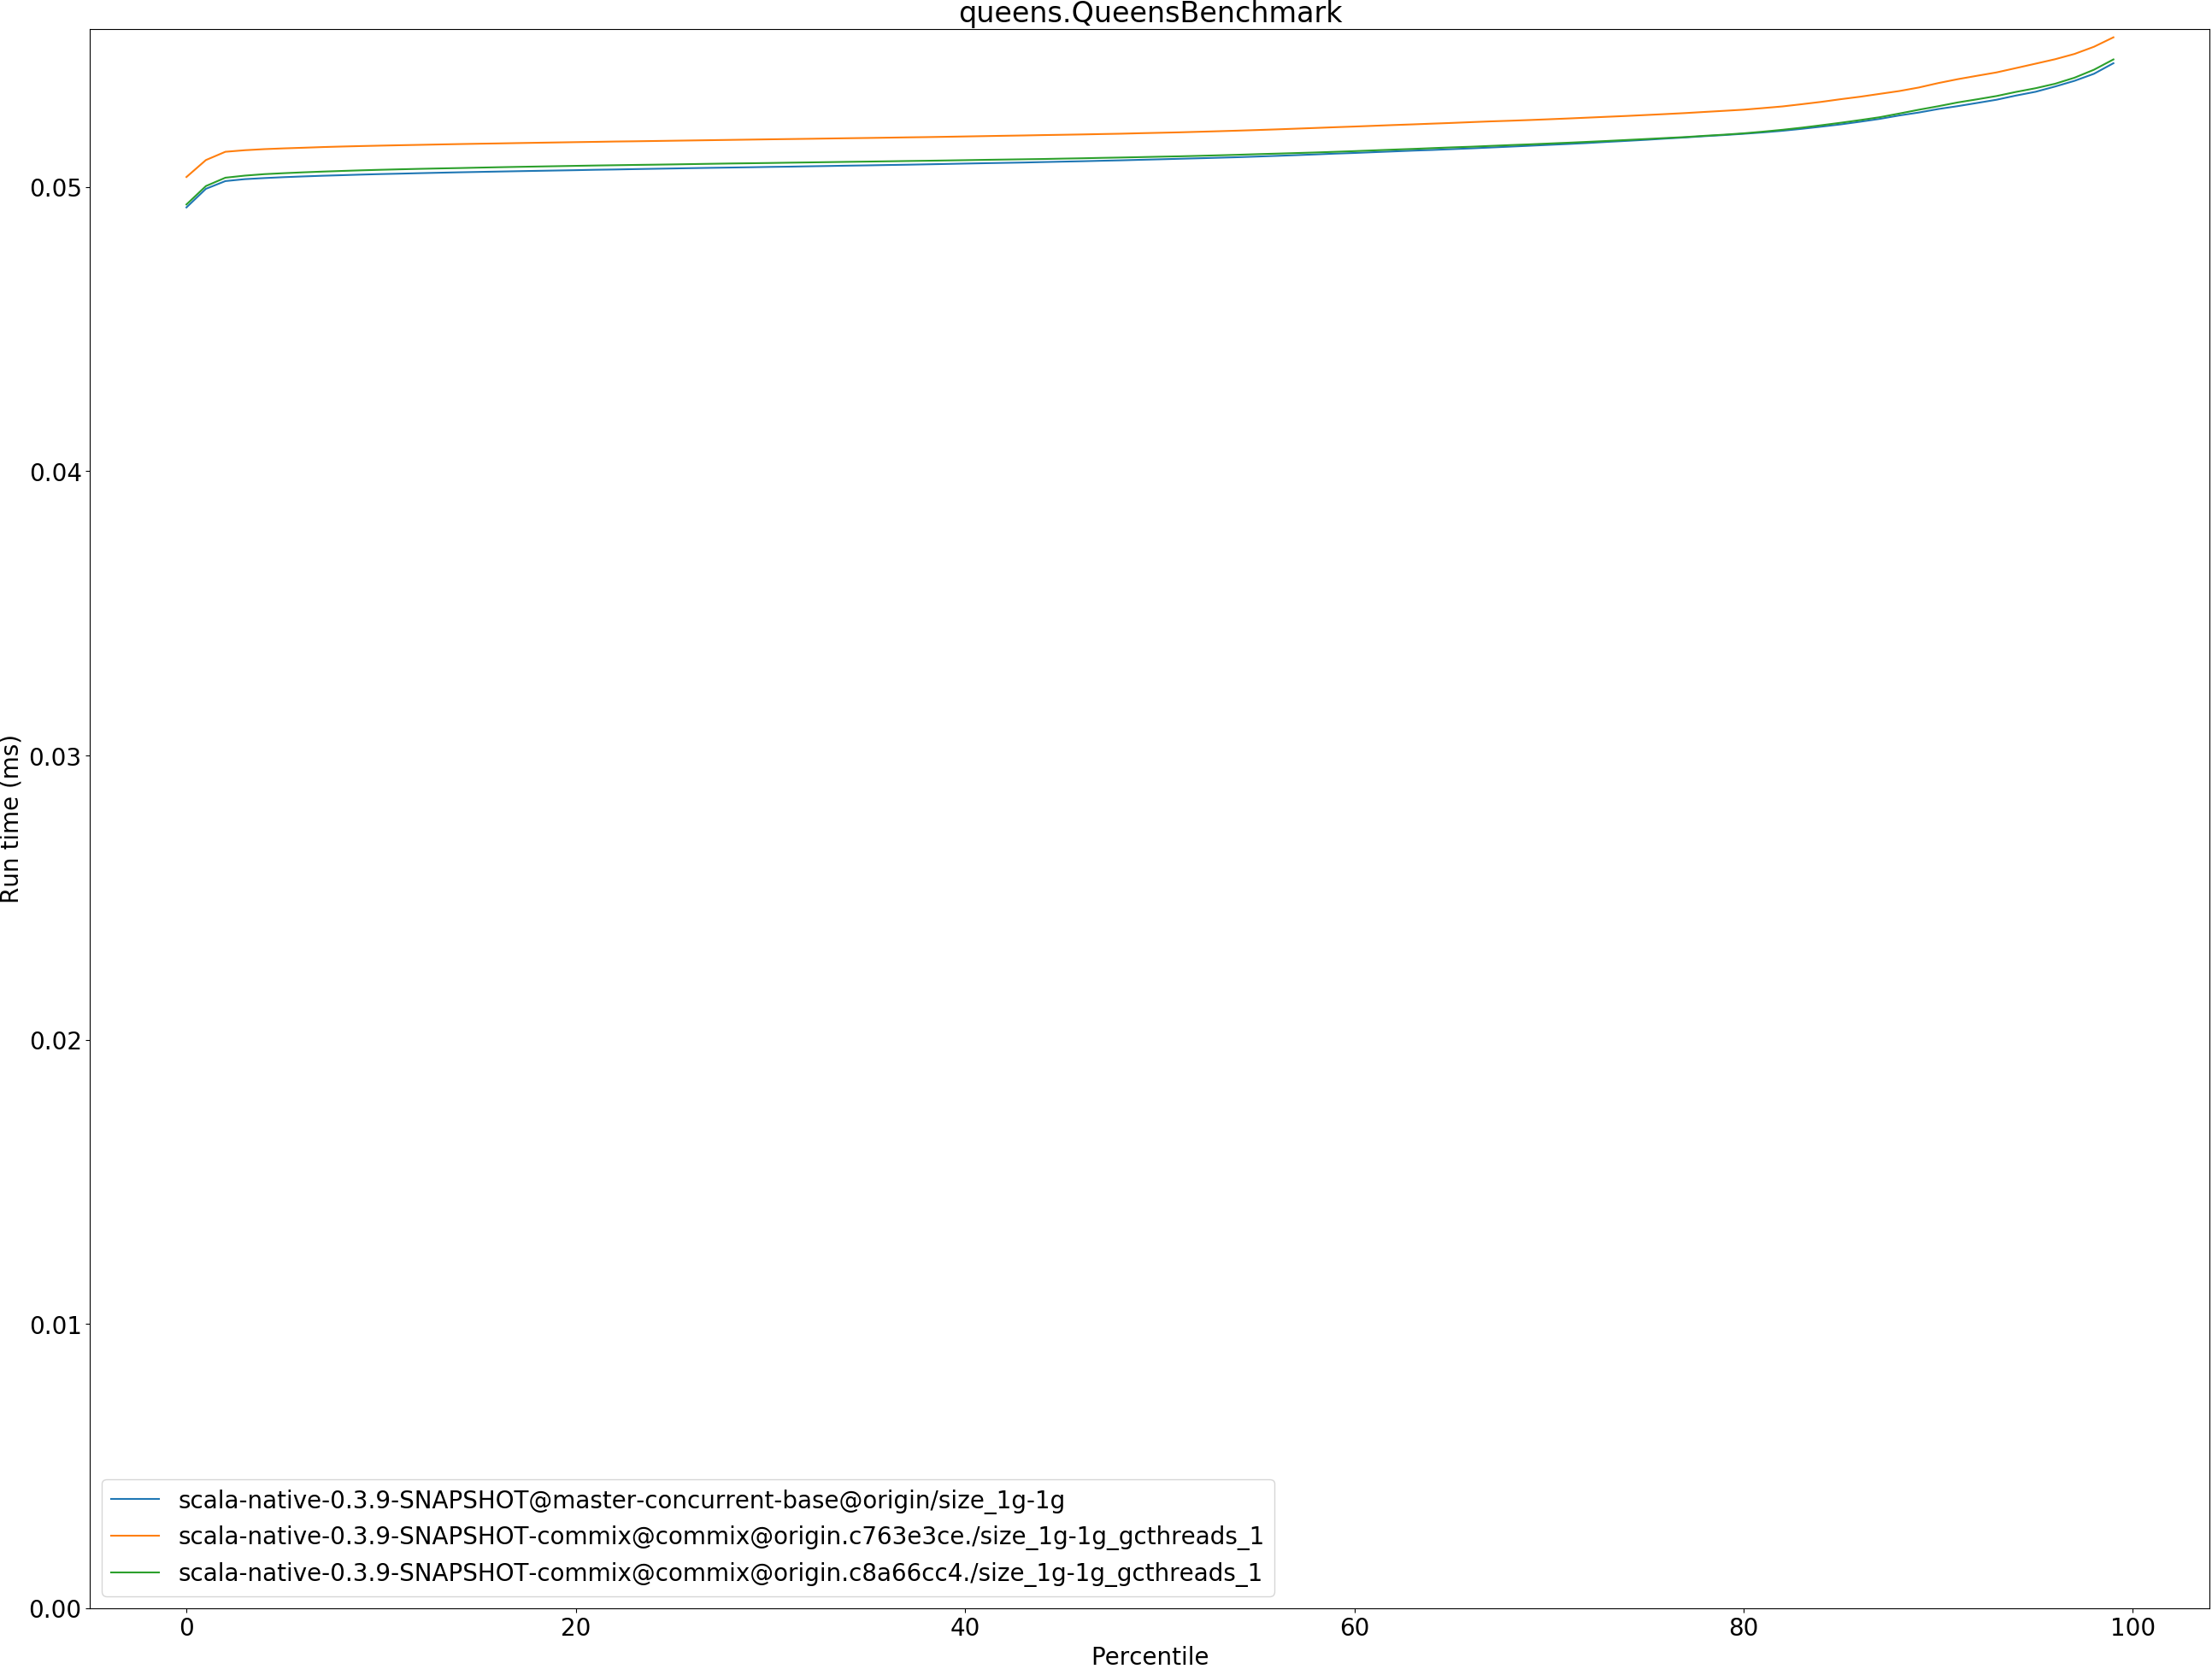 queens.QueensBenchmark
Run time (ms)
0.05
0.04
0.03
0.02
0.01
0.00
scala-native-0.3.9-SNAPSHOT@master-concurrent-base@origin/size_1g-1g
scala-native-0.3.9-SNAPSHOT-commix@commix@origin.c763e3ce./size_1g-1g_gcthreads_1
scala-native-0.3.9-SNAPSHOT-commix@commix@origin.c8a66cc4./size_1g-1g_gcthreads_1
0 20 40 60 80 100
Percentile